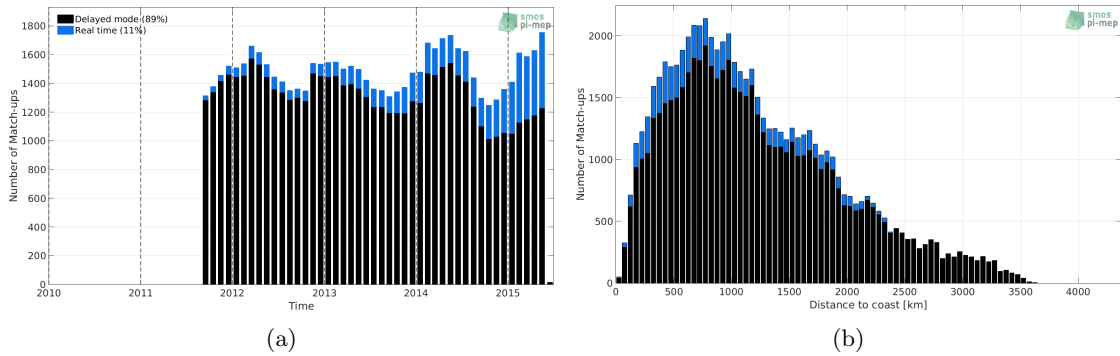 Delayed mode (89%)
Real time (11%)
smos
pi-mep
Number of Match-ups
1800
1600
1400
1200
1000
800
600
400
200
0
2010
2011
2012
2013
2014
2015
Time
(a)
smos
pi-mep
Number of Match-ups
2000
1500
1000
500
0
0
500
1000
1500
2000
2500
3000
3500
4000
Distance to coast [km]
(b)